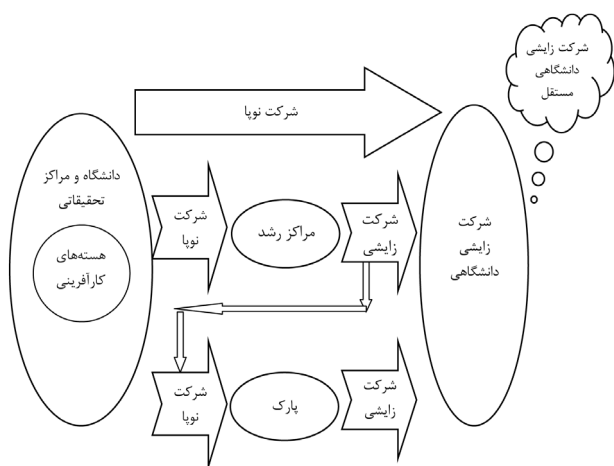 شرکت زایشی
دانشگاهی
مستقل
شرکت نوپا
دانشگاه و مراکز
تحقیقاتی
هسته‌های
کارآفرینی
شرکت
نوپا
مراکز رشد
شرکت
زایشی
شرکت
زایشی
دانشگاهی
شرکت
نوپا
پارک
شرکت
زایشی